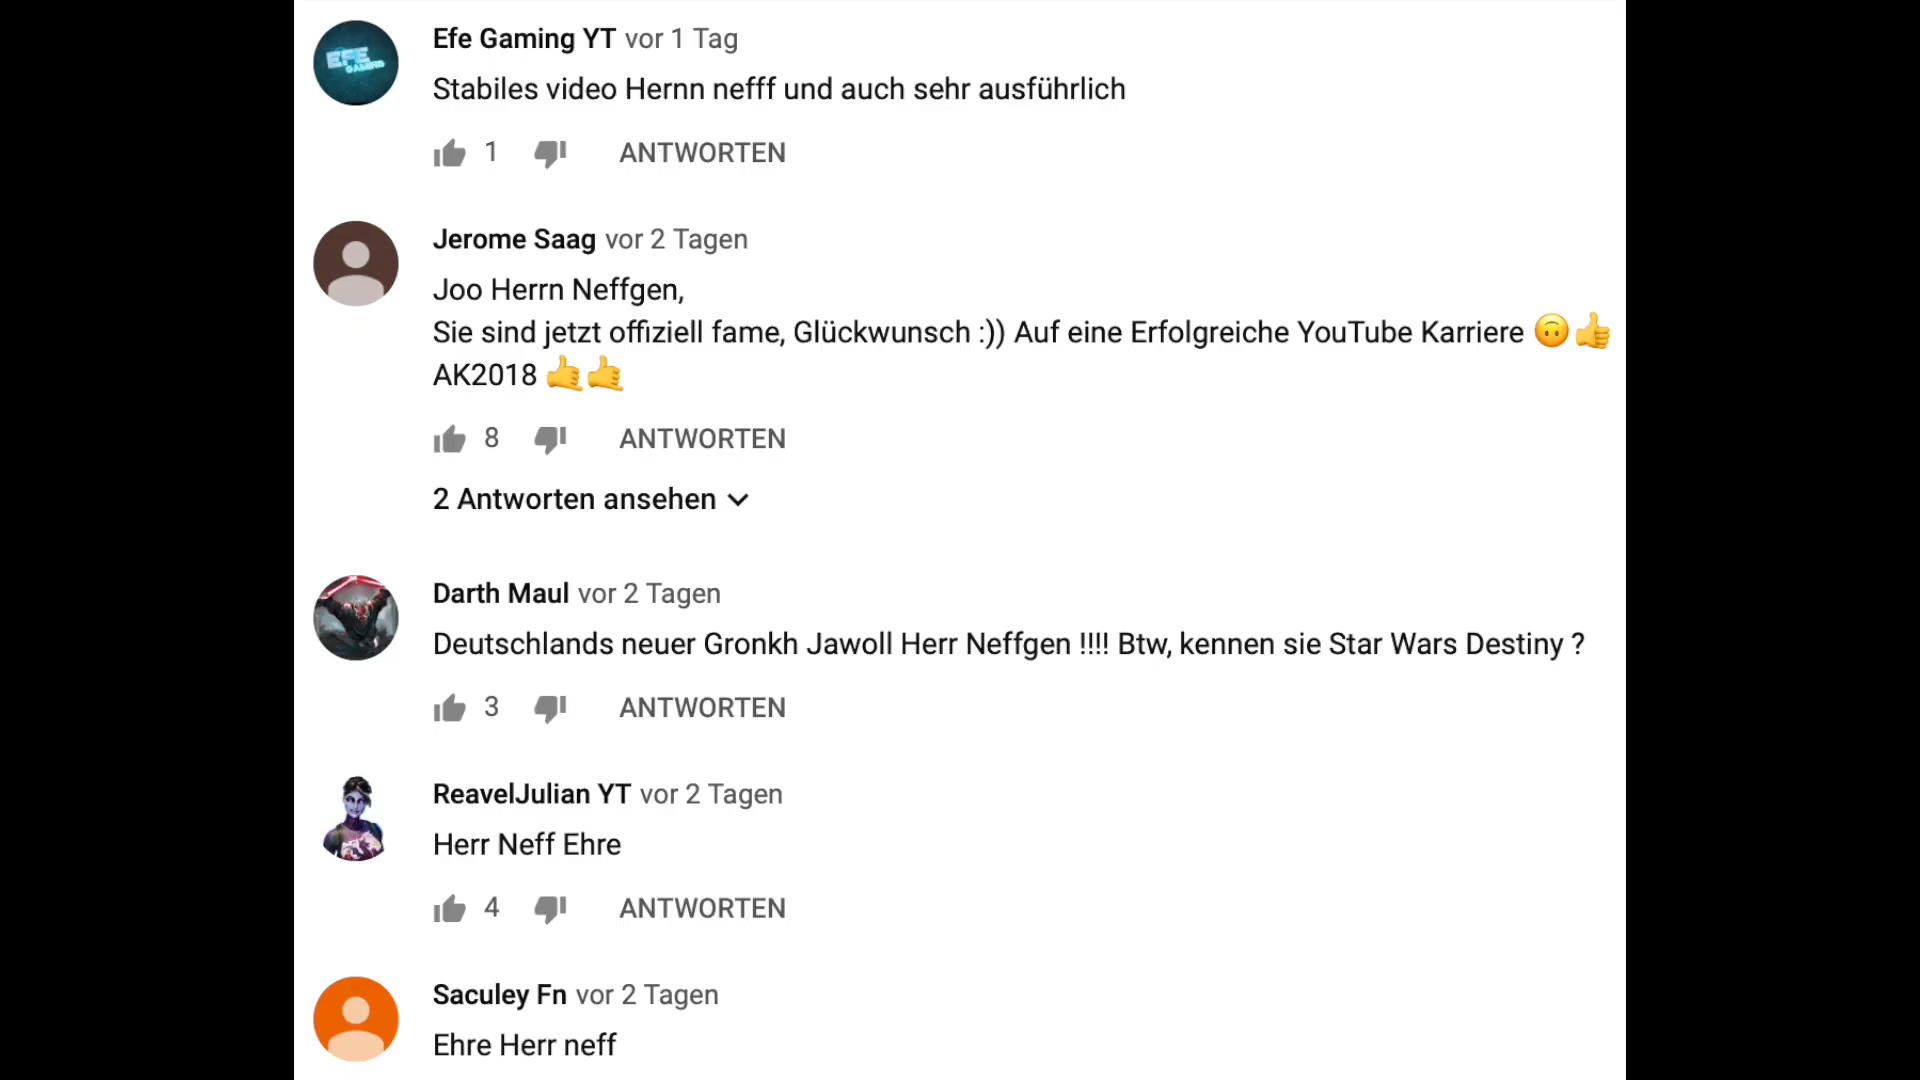 EFE
GAMING
Efe Gaming YT vor 1 Tag
Stabiles video Hernn nefff und auch sehr ausführlich
1 ANTWORTEN
Jerome Saag vor 2 Tagen
Joo Herrn Neffgen,
Sie sind jetzt offiziell fame, Glückwunsch :)) Auf eine Erfolgreiche YouTube Karriere 🙃👍
AK2018 🤙🤙
8 ANTWORTEN
2 Antworten ansehen
Darth Maul vor 2 Tagen
Deutschlands neuer Gronkh Jawoll Herr Neffgen !!!! Btw, kennen sie Star Wars Destiny ?
3 ANTWORTEN
ReavelJulian YT vor 2 Tagen
Herr Neff Ehre
4 ANTWORTEN
Saculey Fn vor 2 Tagen
Ehre Herr neff